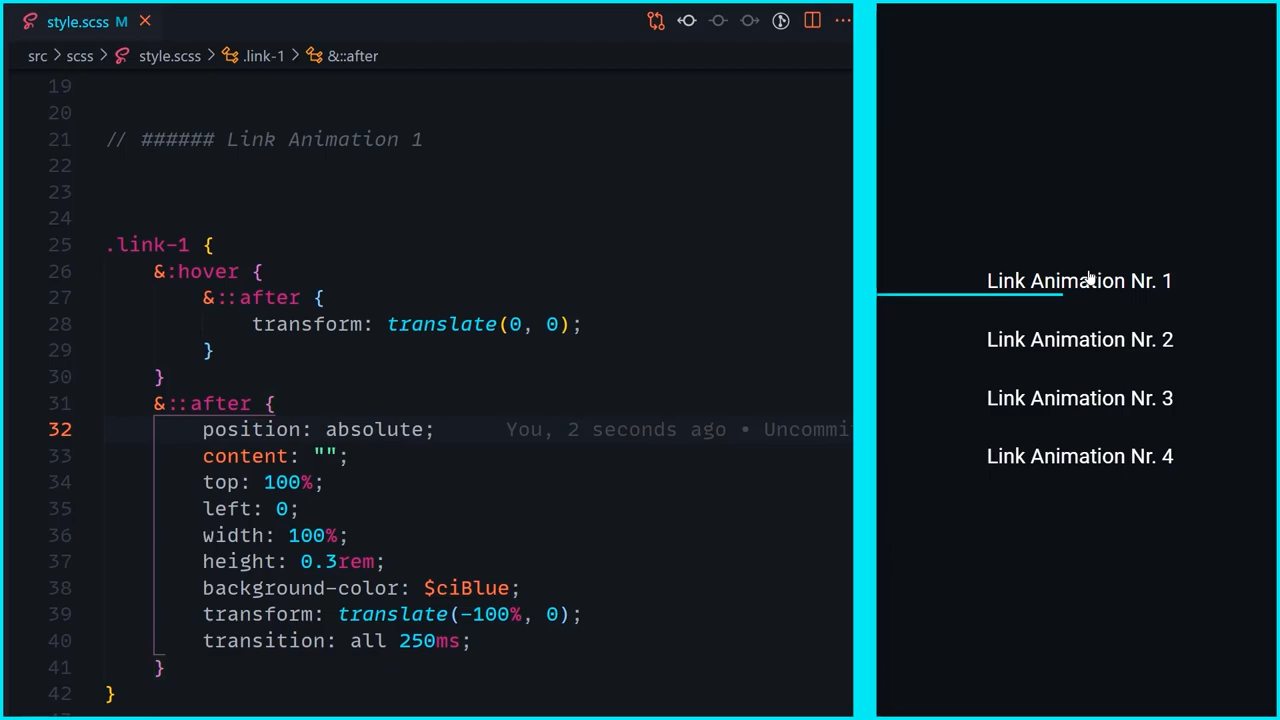 style.scss M
src > scss > style.scss > .link-1 > &::after
19
20
21 // ###### Link Animation 1
22
23
24
25 .link-1 {
26 &:hover {
27 &::after {
28 transform: translate(0, 0);
29 }
30 }
31 &::after {
32 position: absolute; You, 2 seconds ago • Uncommi
33 content: "";
34 top: 100%;
35 left: 0;
36 width: 100%;
37 height: 0.3rem;
38 background-color: $ciBlue;
39 transform: translate(-100%, 0);
40 transition: all 250ms;
41 }
42 }
Link Animation Nr. 1
Link Animation Nr. 2
Link Animation Nr. 3
Link Animation Nr. 4